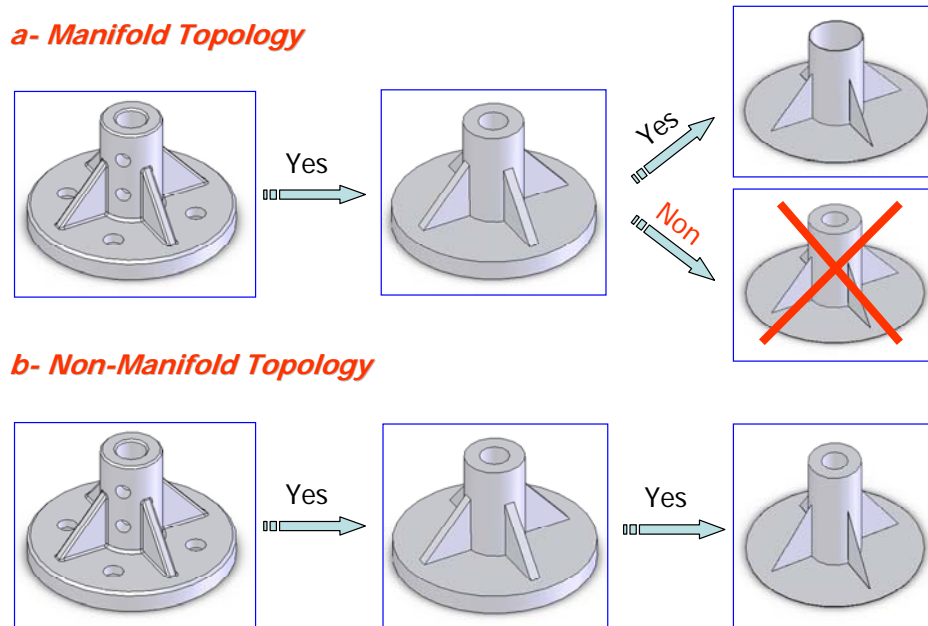 a- Manifold Topology
Yes
Yes
Non
b- Non-Manifold Topology
Yes
Yes